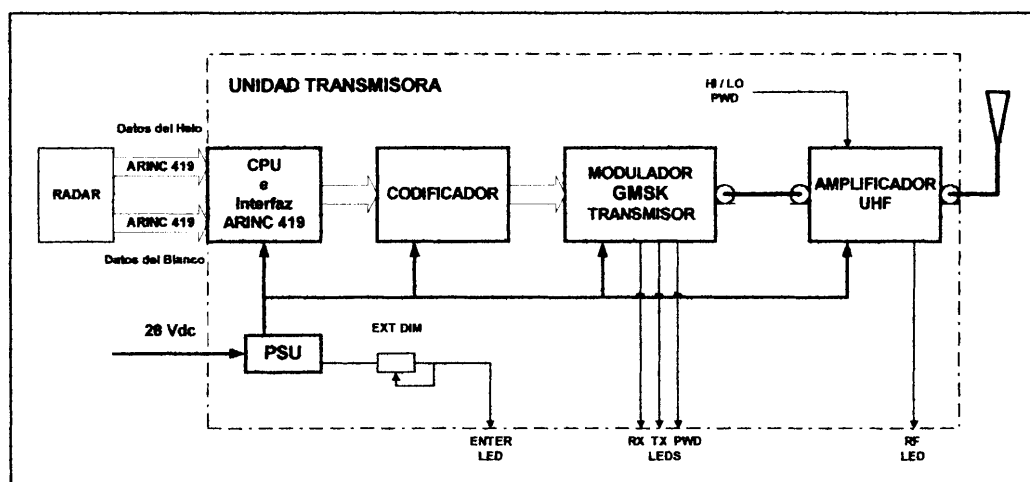 UNIDAD TRANSMISORA
HI / LO
PWD
Datos del Helo
ARINC 419
RADAR
ARINC 419
Datos del Blanco
CPU
e
Interfaz
ARINC 419
CODIFICADOR
MODULADOR
GMSK
TRANSMISOR
AMPLIFICADOR
UHF
28 Vdc
PSU
EXT DIM
ENTER
LED
RX TX PWD
LEDS
RF
LED